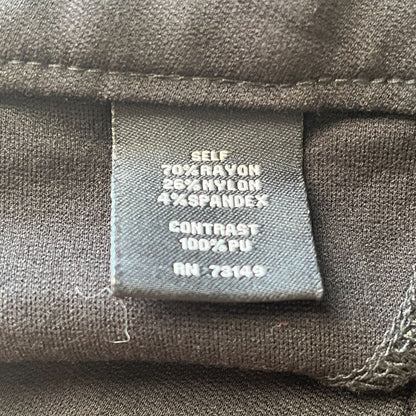 SELF
70%RAYON
26%NYLON
4%SPANDEX
CONTRAST
100%PU
RN 73149